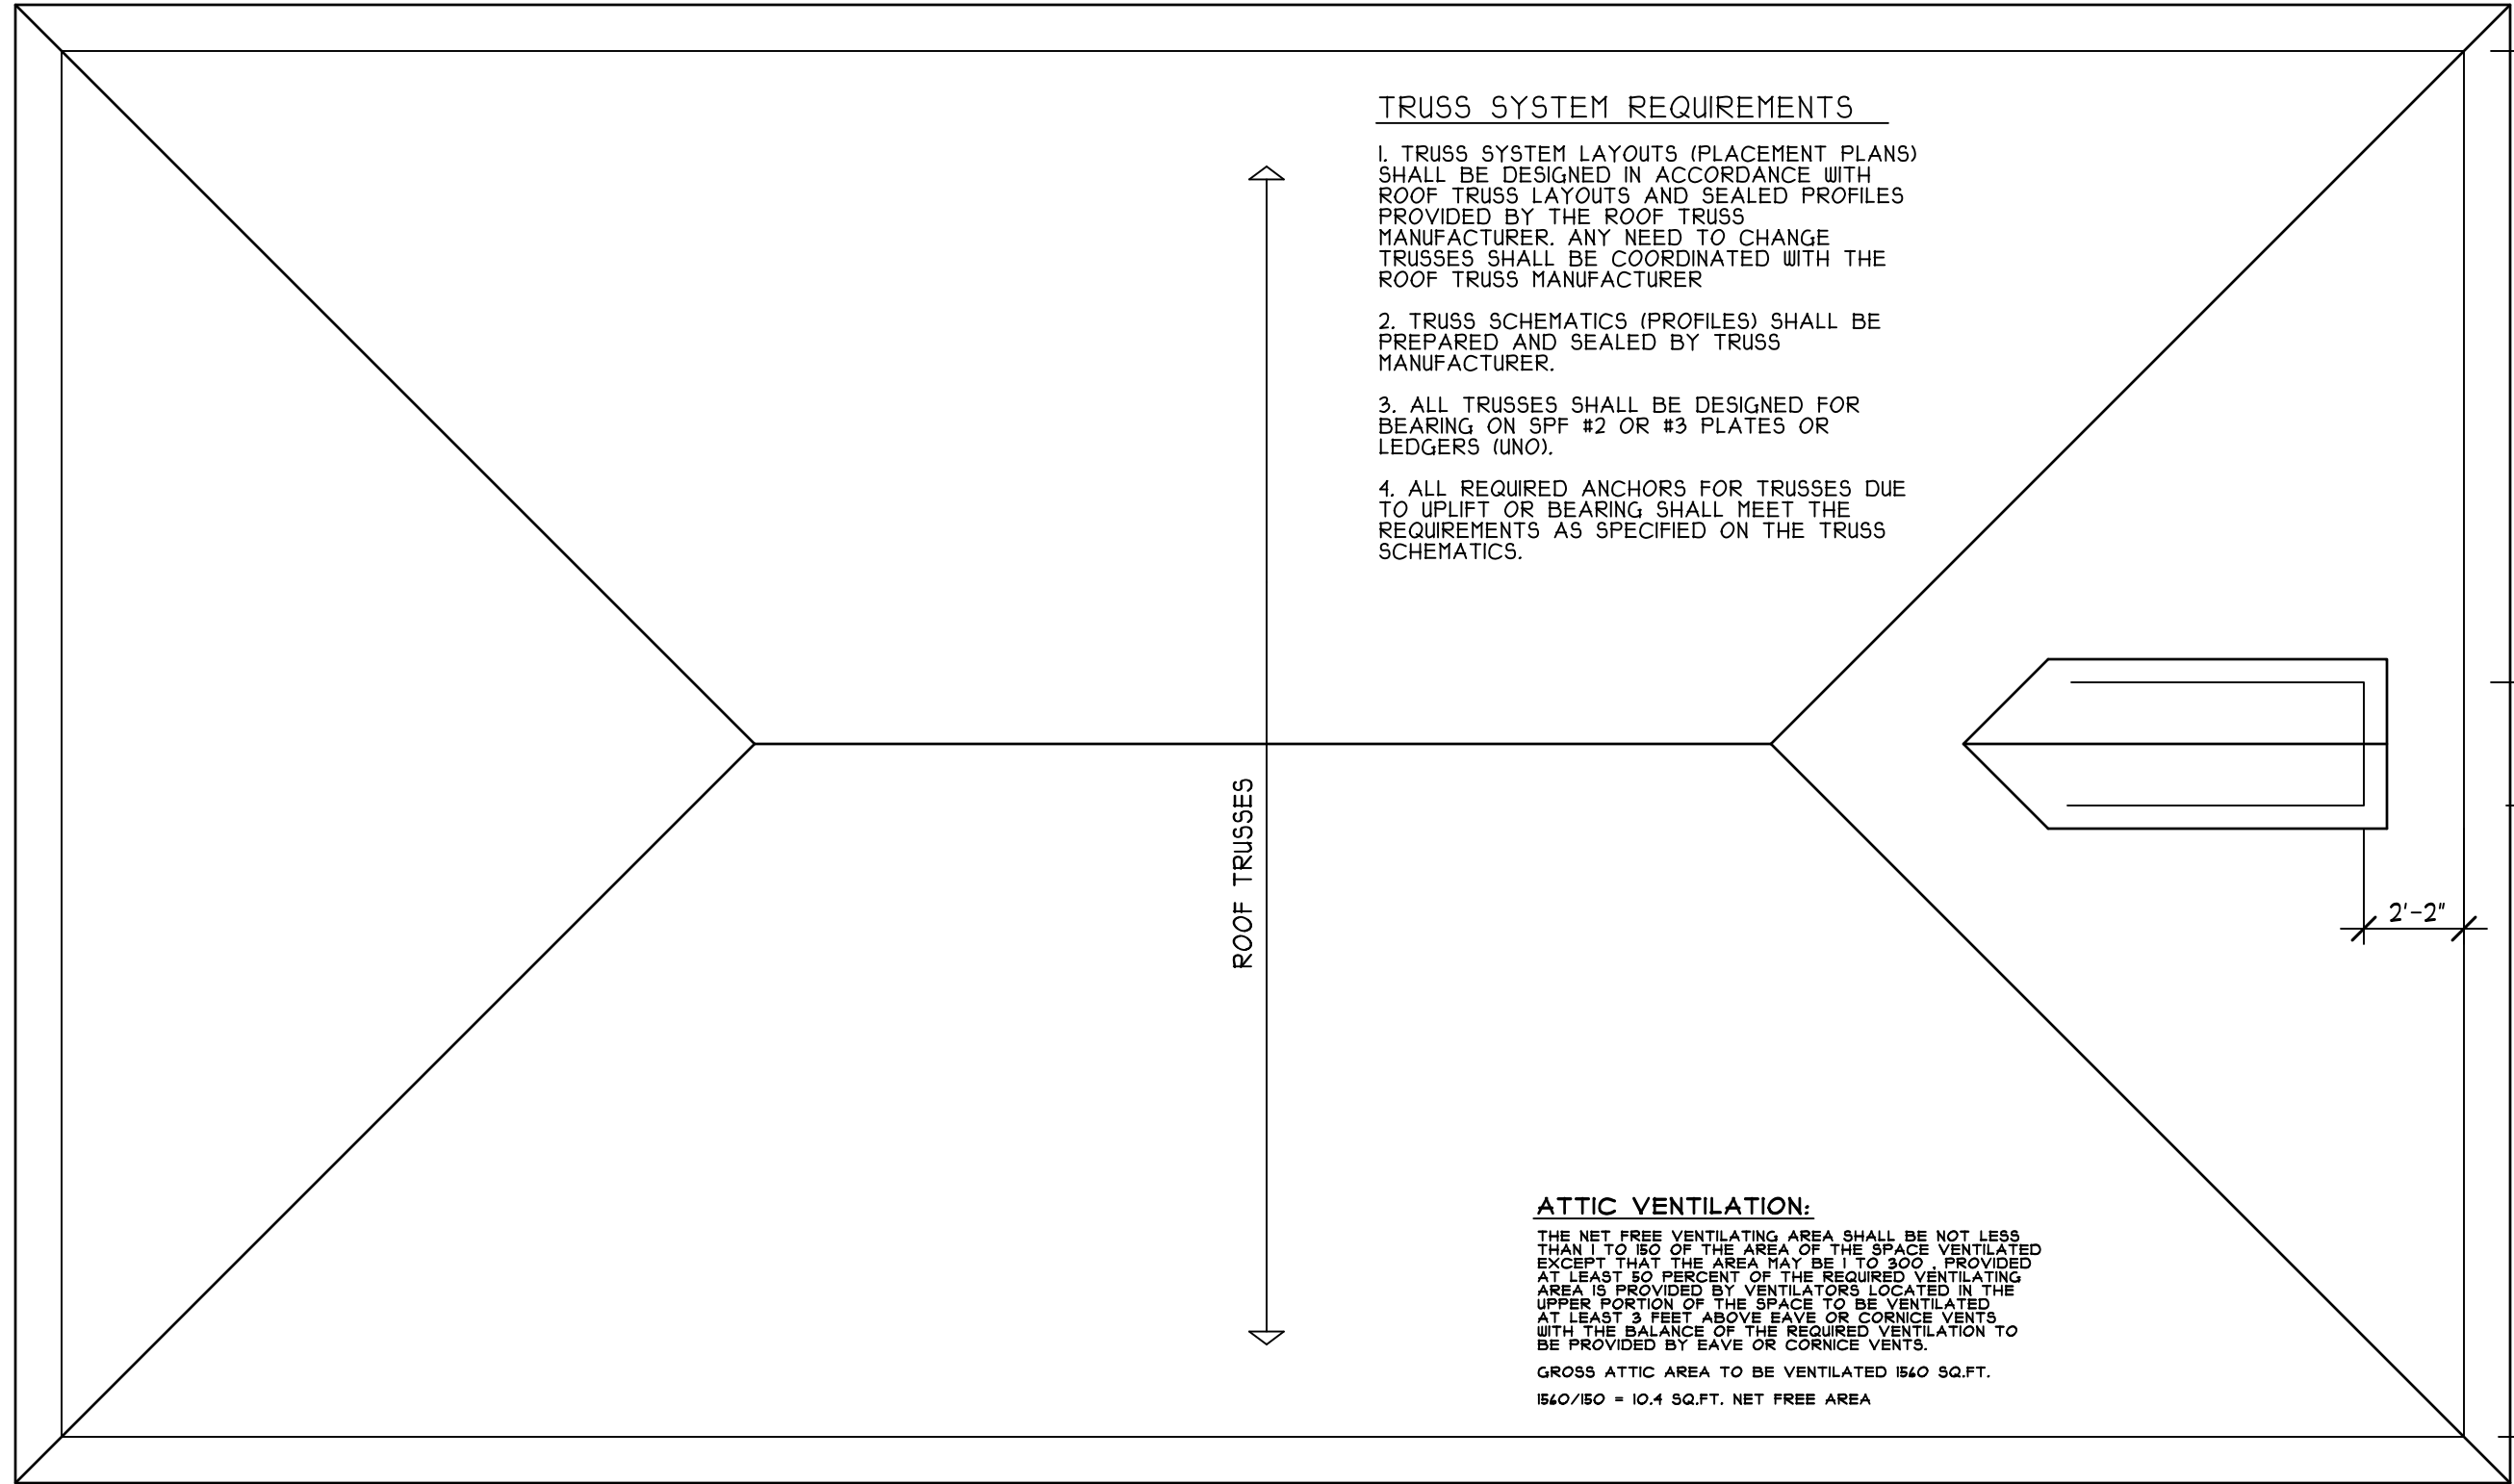 TRUSS SYSTEM REQUIREMENTS
1. TRUSS SYSTEM LAYOUTS (PLACEMENT PLANS)
SHALL BE DESIGNED IN ACCORDANCE WITH
ROOF TRUSS LAYOUTS AND SEALED PROFILES
PROVIDED BY THE ROOF TRUSS
MANUFACTURER. ANY NEED TO CHANGE
TRUSSES SHALL BE COORDINATED WITH THE
ROOF TRUSS MANUFACTURER
2. TRUSS SCHEMATICS (PROFILES) SHALL BE
PREPARED AND SEALED BY TRUSS
MANUFACTURER.
3. ALL TRUSSES SHALL BE DESIGNED FOR
BEARING ON SPF #2 OR #3 PLATES OR
LEDGERS (UNO).
4. ALL REQUIRED ANCHORS FOR TRUSSES DUE
TO UPLIFT OR BEARING SHALL MEET THE
REQUIREMENTS AS SPECIFIED ON THE TRUSS
SCHEMATICS.
ROOF TRUSSES
2'-2"
ATTIC VENTILATION:
THE NET FREE VENTILATING AREA SHALL BE NOT LESS
THAN 1 TO 150 OF THE AREA OF THE SPACE VENTILATED
EXCEPT THAT THE AREA MAY BE 1 TO 300 , PROVIDED
AT LEAST 50 PERCENT OF THE REQUIRED VENTILATING
AREA IS PROVIDED BY VENTILATORS LOCATED IN THE
UPPER PORTION OF THE SPACE TO BE VENTILATED
AT LEAST 3 FEET ABOVE EAVE OR CORNICE VENTS
WITH THE BALANCE OF THE REQUIRED VENTILATION TO
BE PROVIDED BY EAVE OR CORNICE VENTS.
GROSS ATTIC AREA TO BE VENTILATED 1560 SQ.FT.
1560/150 = 10.4 SQ.FT. NET FREE AREA